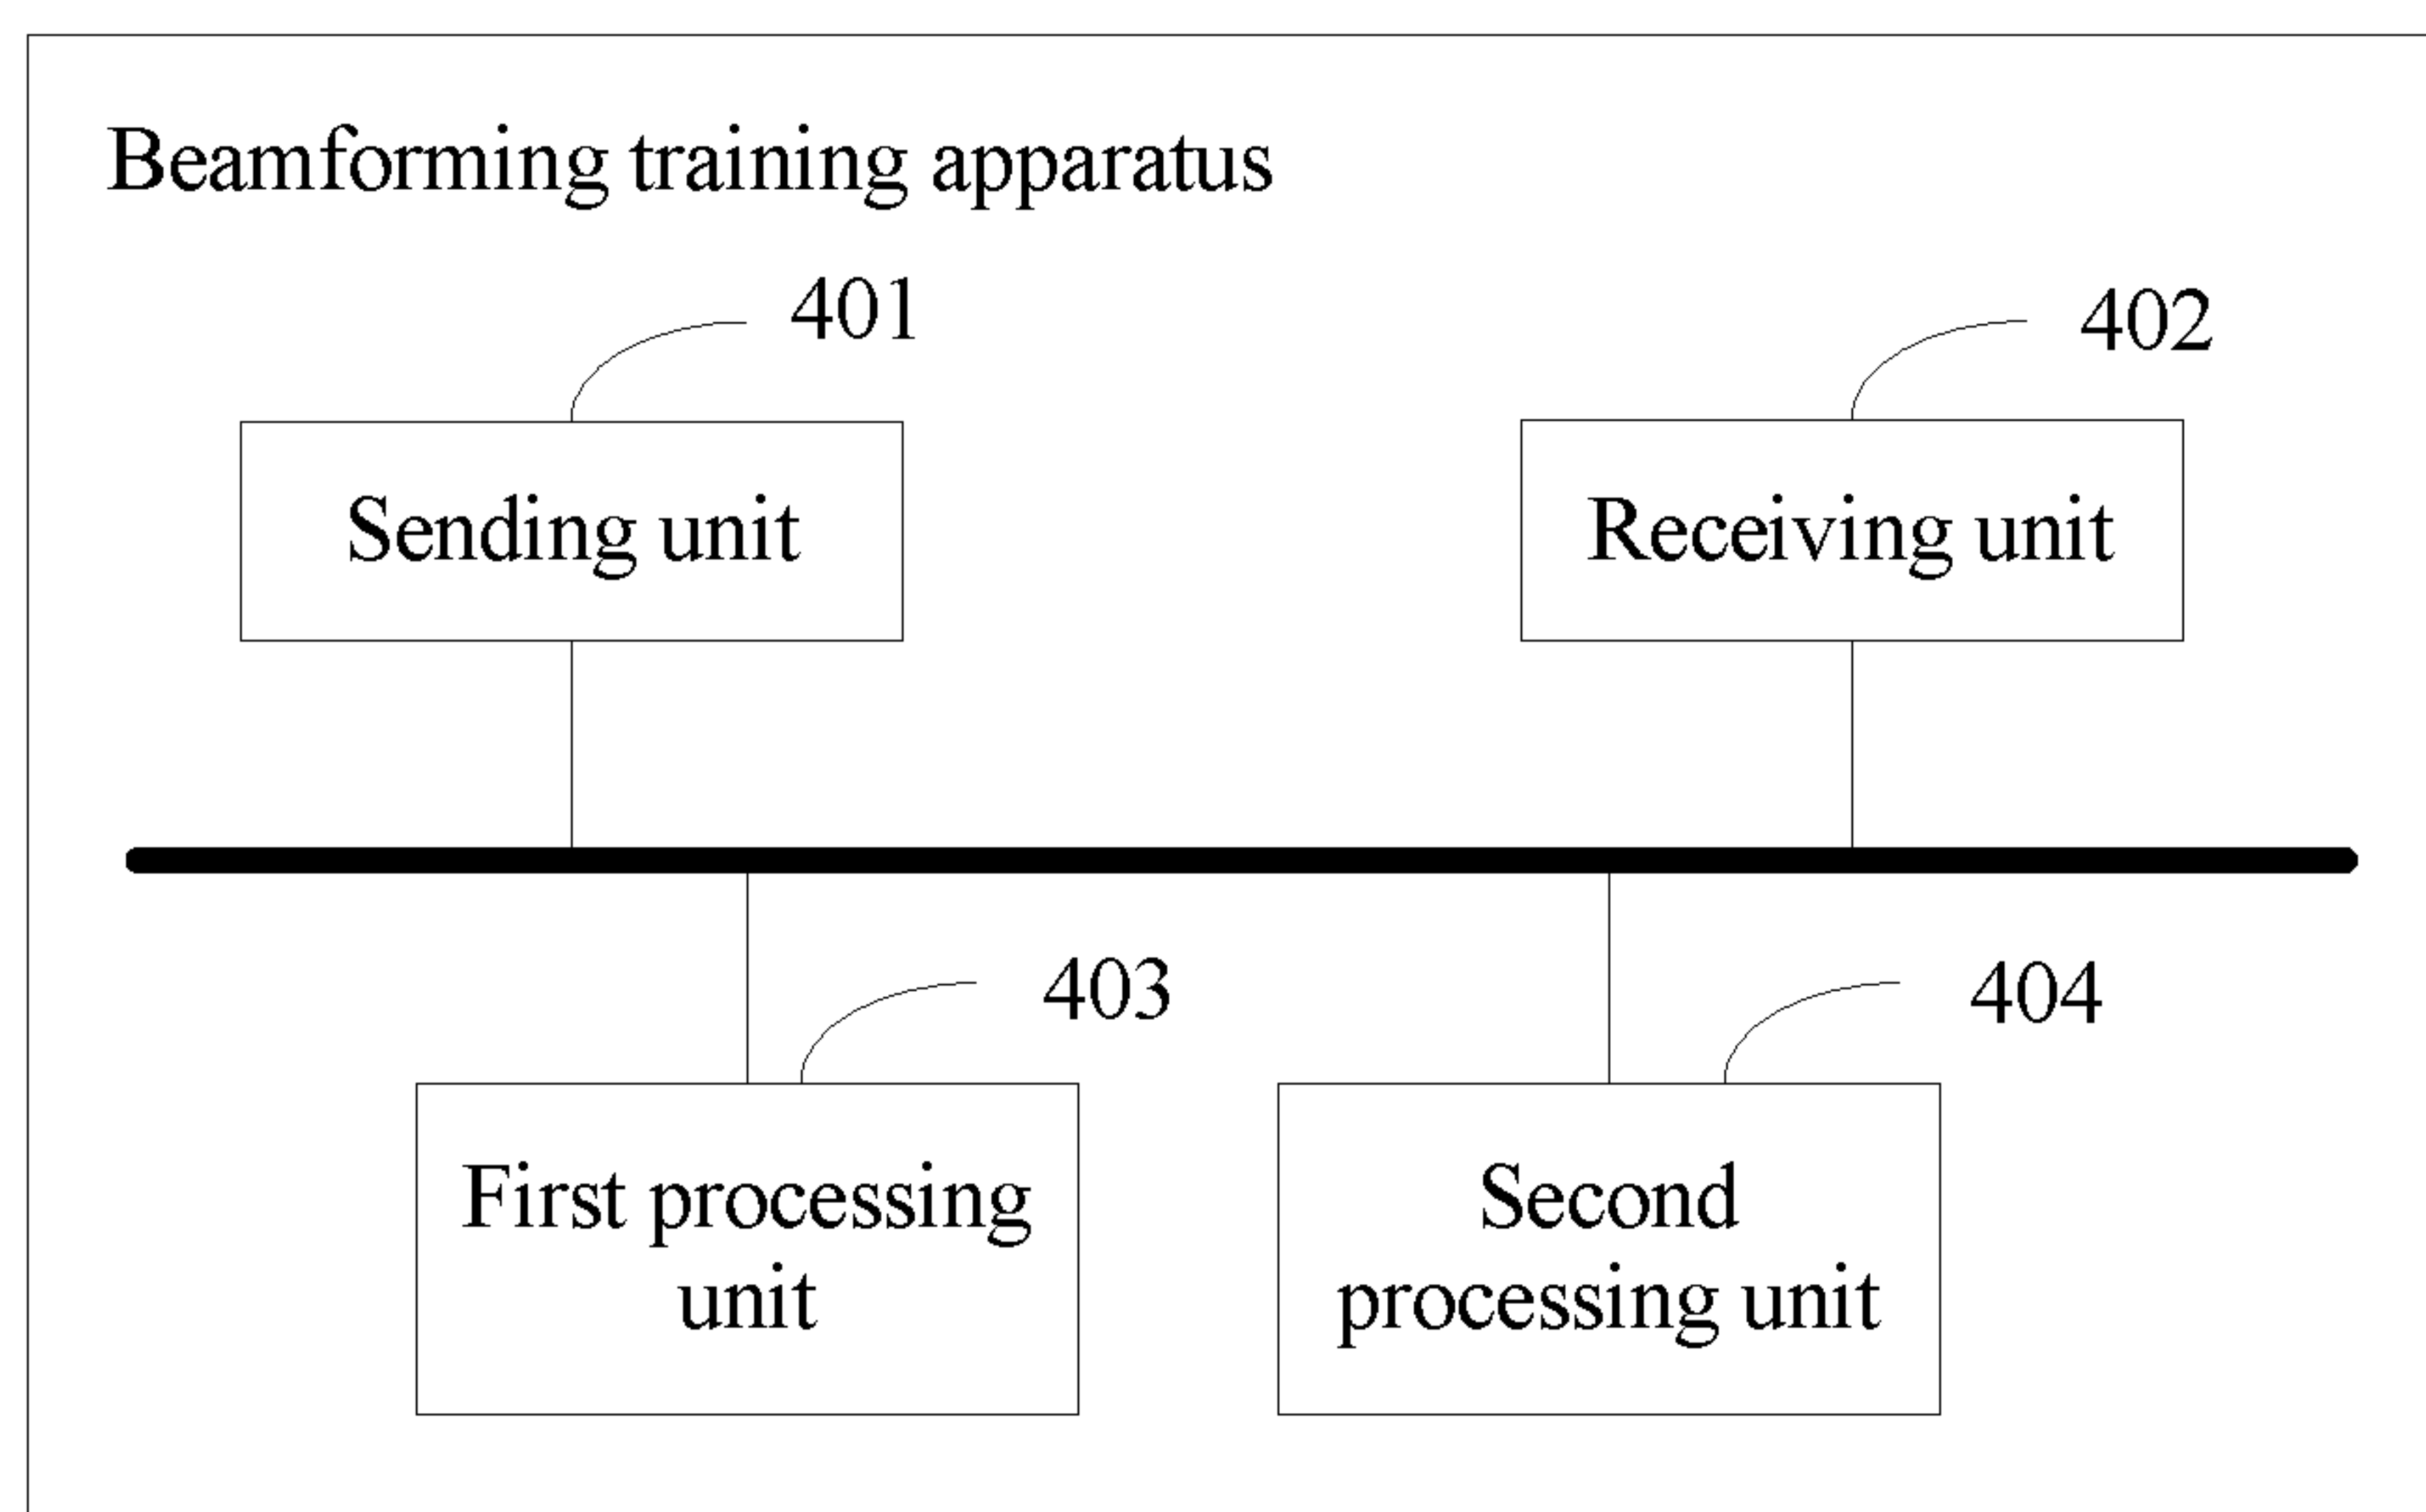 Beamforming training apparatus
401
402
Sending unit
Receiving unit
403
404
First processing
unit
Second
processing unit